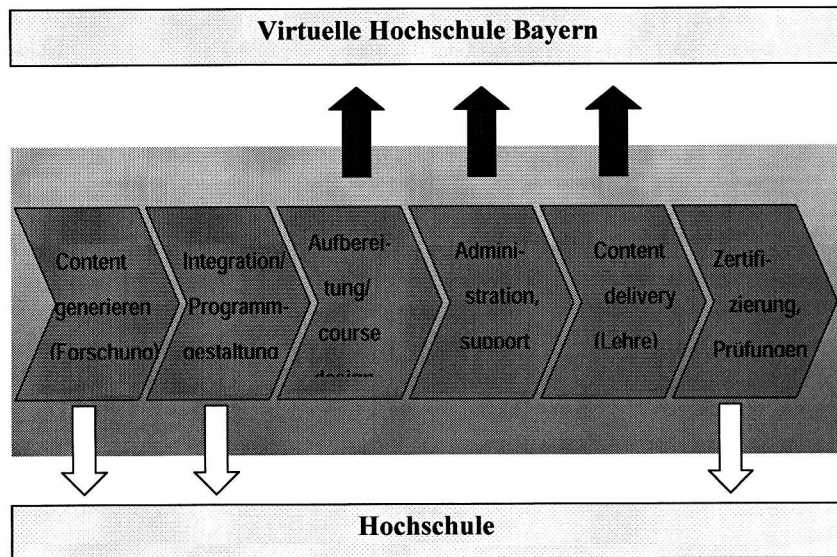 Virtuelle Hochschule Bayern
Content
generieren
(Forschung)
Integration/
Programm-
gestaltung
Aufberei-
tung/
course
design
Admini-
stration,
support
Content
delivery
(Lehre)
Zertifi-
zierung,
Prüfungen
Hochschule